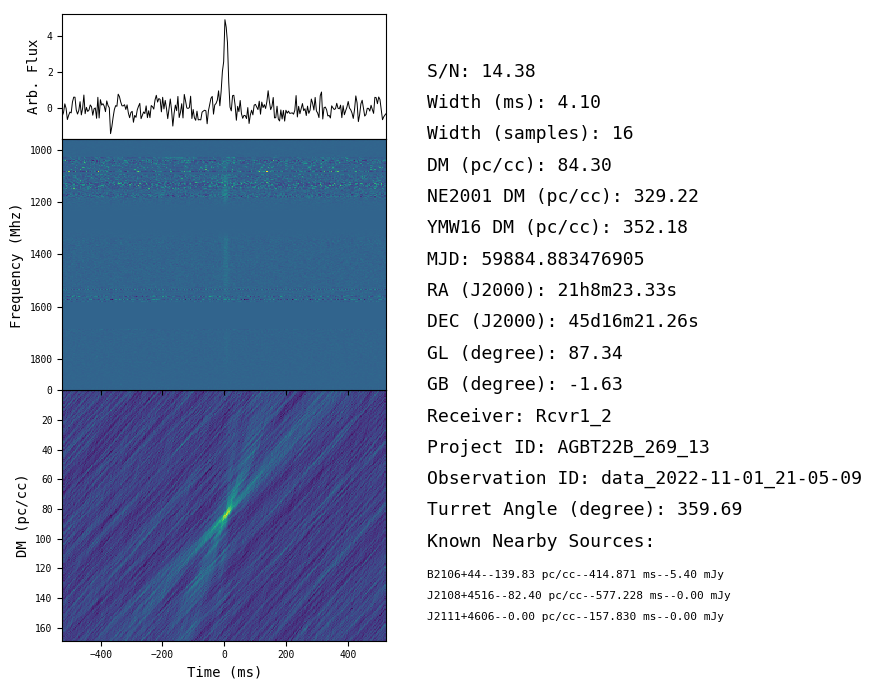 4
2
0
Arb. Flux
1000
1200
1400
1600
1800
Frequency (Mhz)
0
20
40
60
80
100
120
140
160
DM (pc/cc)
−400
−200
0
200
400
Time (ms)
S/N: 14.38
Width (ms): 4.10
Width (samples): 16
DM (pc/cc): 84.30
NE2001 DM (pc/cc): 329.22
YMW16 DM (pc/cc): 352.18
MJD: 59884.883476905
RA (J2000): 21h8m23.33s
DEC (J2000): 45d16m21.26s
GL (degree): 87.34
GB (degree): -1.63
Receiver: Rcvr1_2
Project ID: AGBT22B_269_13
Observation ID: data_2022-11-01_21-05-09
Turret Angle (degree): 359.69
Known Nearby Sources:
B2106+44--139.83 pc/cc--414.871 ms--5.40 mJy
J2108+4516--82.40 pc/cc--577.228 ms--0.00 mJy
J2111+4606--0.00 pc/cc--157.830 ms--0.00 mJy